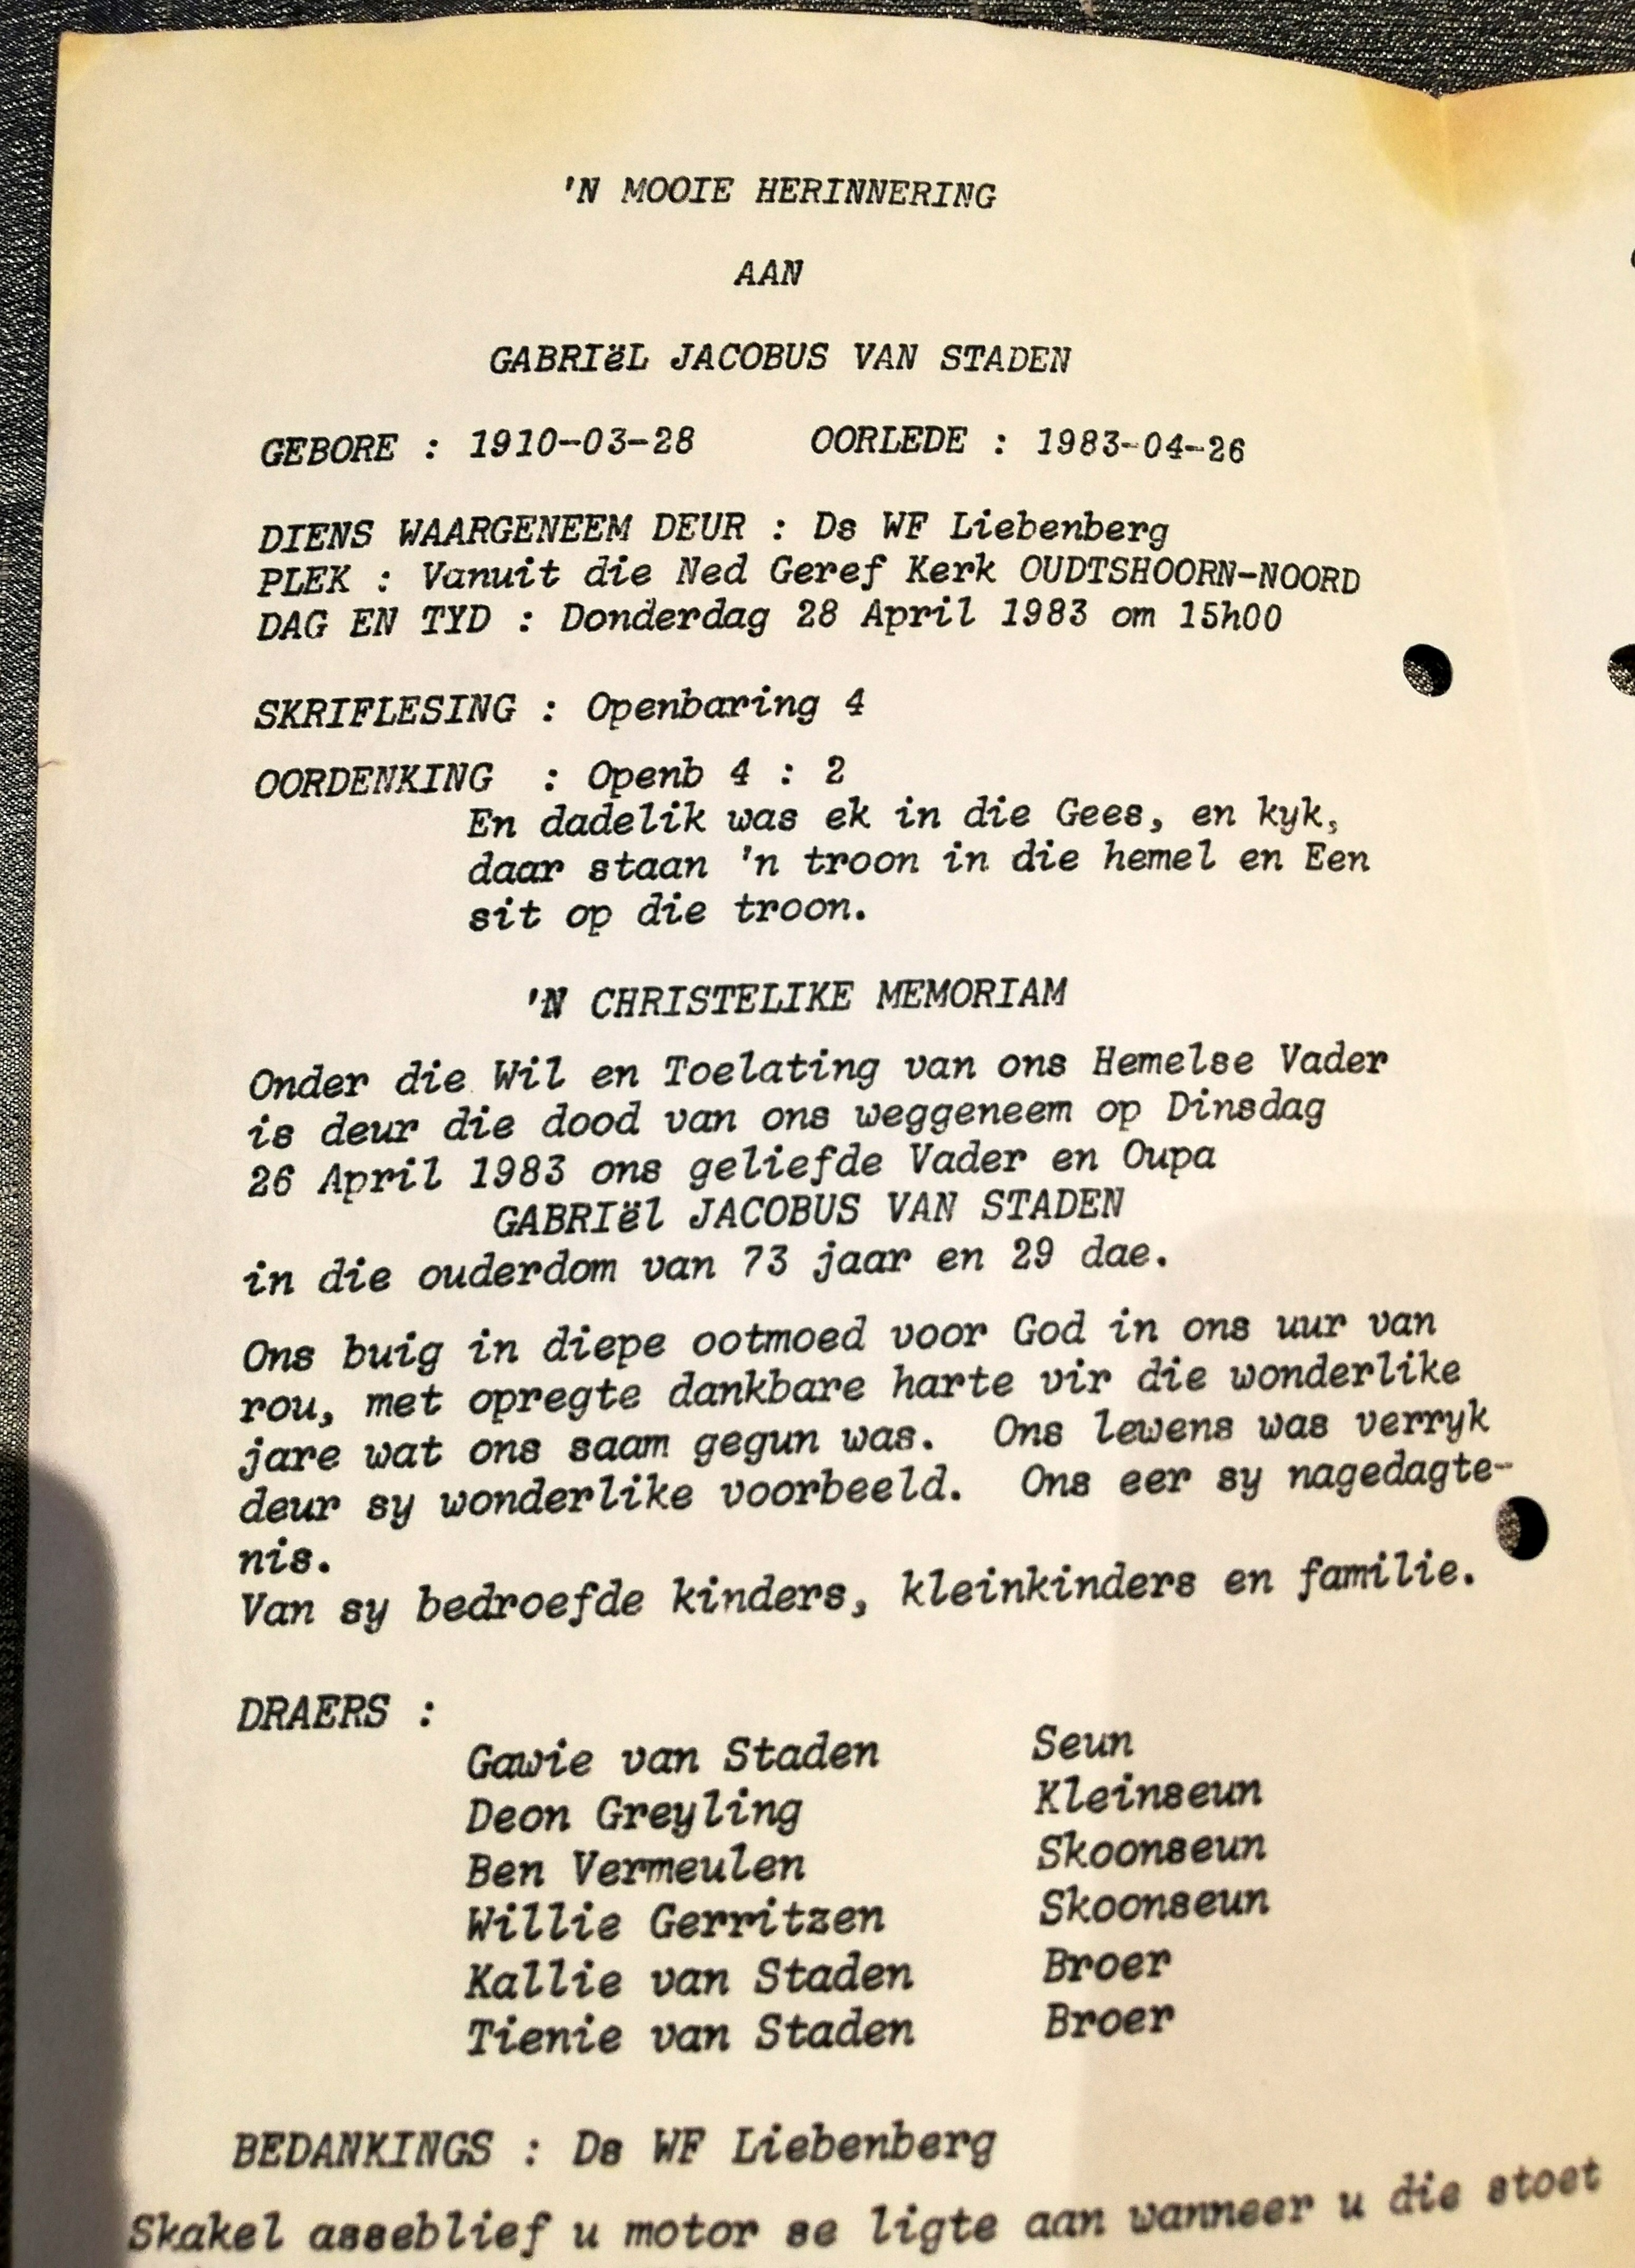 'N MOOIE HERINNERING
AAN
GABRIëL JACOBUS VAN STADEN
GEBORE : 1910-03-28 OORLEDE : 1983-04-26
DIENS WAARGENEEM DEUR : Ds WF Liebenberg
PLEK : Vanuit die Ned Geref Kerk OUDTSHOORN-NOORD
DAG EN TYD : Donderdag 28 April 1983 om 15h00
SKRIFLESING : Openbaring 4
OORDENKING : Openb 4 : 2
En dadelik was ek in die Gees, en kyk,
daar staan 'n troon in die hemel en Een
sit op die troon.
'N CHRISTELIKE MEMORIAM
Onder die Wil en Toelating van ons Hemelse Vader
is deur die dood van ons weggeneem op Dinsdag
26 April 1983 ons geliefde Vader en Oupa
GABRIël JACOBUS VAN STADEN
in die ouderdom van 73 jaar en 29 dae.
Ons buig in diepe ootmoed voor God in ons uur van
rou, met opregte dankbare harte vir die wonderlike
jare wat ons saam gegun was. Ons lewens was verryk
deur sy wonderlike voorbeeld. Ons eer sy nagedagte-
nis.
Van sy bedroefde kinders, kleinkinders en familie.
DRAERS :
Gawie van Staden Seun
Deon Greyling Kleinseun
Ben Vermeulen Skoonseun
Willie Gerritzen Skoonseun
Kallie van Staden Broer
Tienie van Staden Broer
BEDANKINGS : Ds WF Liebenberg
Skakel asseblief u motor se ligte aan wanneer u die stoet